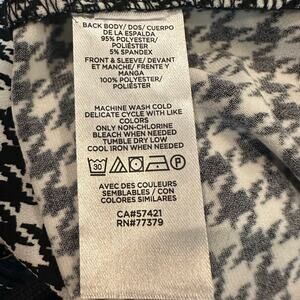 BACK BODY/DOS/CUERPO
DE LA ESPALDA
95% POLYESTER/
POLIÉSTER
5% SPANDEX
FRONT & SLEEVE/DEVANT
ET MANCHE/FRENTE Y
MANGA
100% POLYESTER/
POLIÉSTER
MACHINE WASH COLD
DELICATE CYCLE WITH LIKE
COLORS
ONLY NON-CHLORINE
BLEACH WHEN NEEDED
TUMBLE DRY LOW
COOL IRON WHEN NEEDED
30 P
AVEC DES COULEURS
SEMBLABLES / CON
COLORES SIMILARES
CA#57421
RN#77379